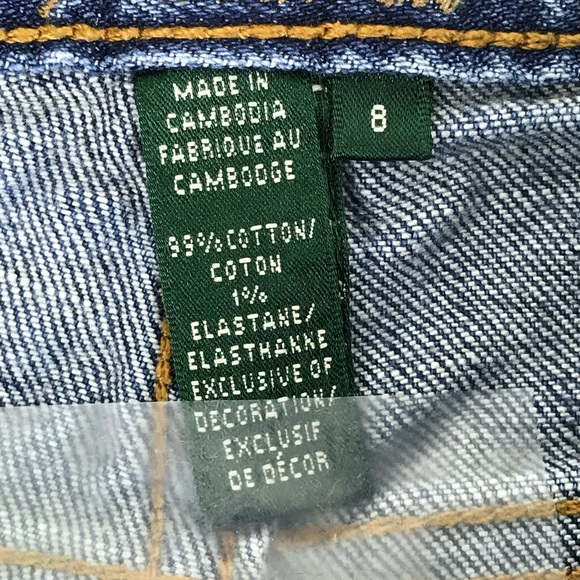 MADE IN
CAMBODIA
FABRIQUE AU
CAMBODGE
8
99% COTTON/
COTON
1%
ELASTANE/
ELASTHANNE
EXCLUSIVE OF
DECORATION/
EXCLUSIF
DE DÉCOR